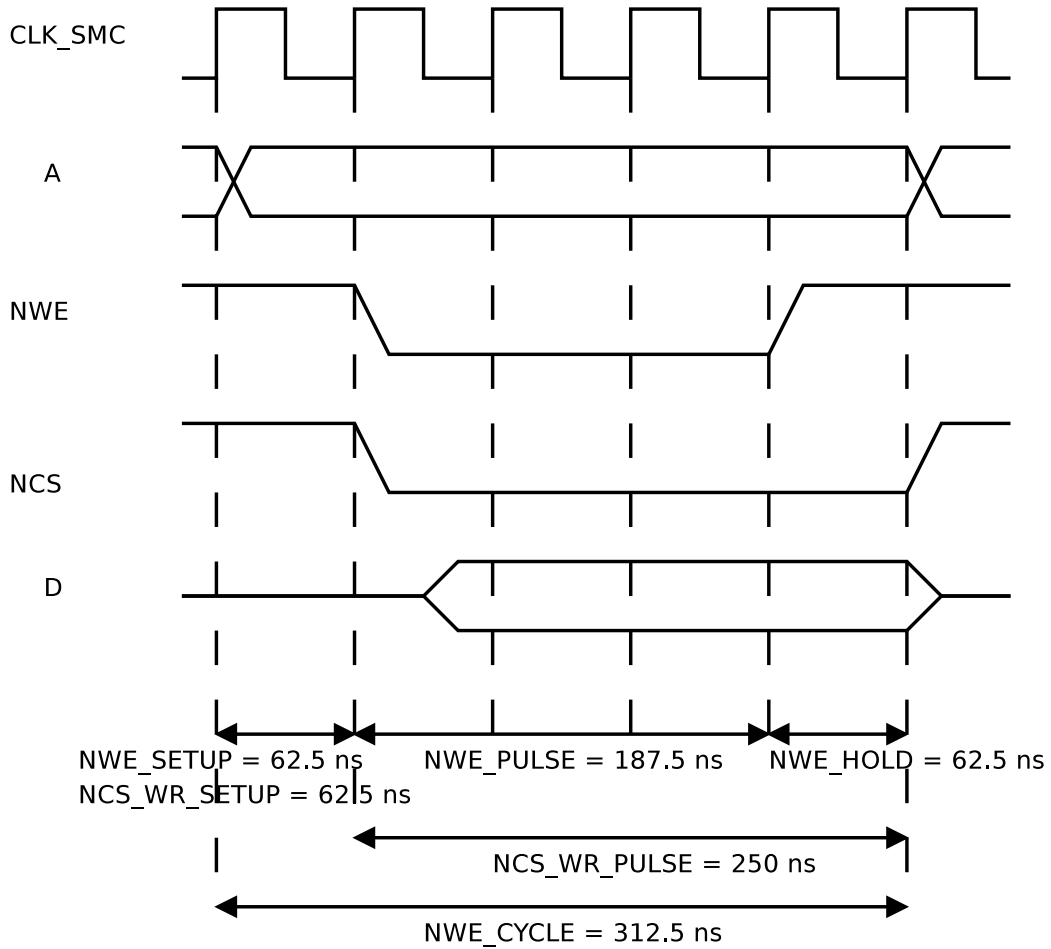 CLK_SMC
A
NWE
NCS
D
NWE_SETUP = 62.5 ns
NWE_PULSE = 187.5 ns
NWE_HOLD = 62.5 ns
NCS_WR_SETUP = 62.5 ns
NCS_WR_PULSE = 250 ns
NWE_CYCLE = 312.5 ns